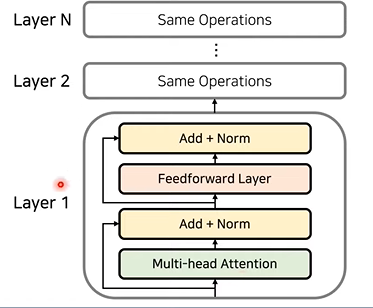 Layer N
Same Operations
Layer 2
Same Operations
Add + Norm
Feedforward Layer
Layer 1
Add + Norm
Multi-head Attention